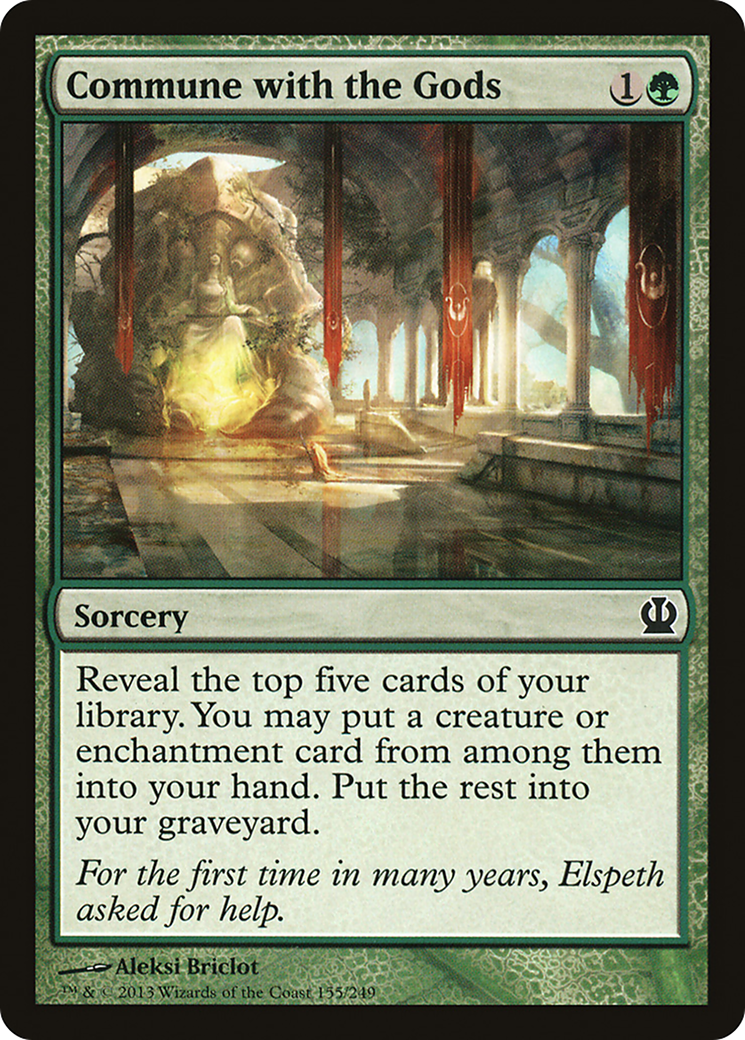 Commune with the Gods 1
Sorcery
Reveal the top five cards of your
library. You may put a creature or
enchantment card from among them
into your hand. Put the rest into
your graveyard.
For the first time in many years, Elspeth
asked for help.
Aleksi Briclot
™ & © 2013 Wizards of the Coast 155/249